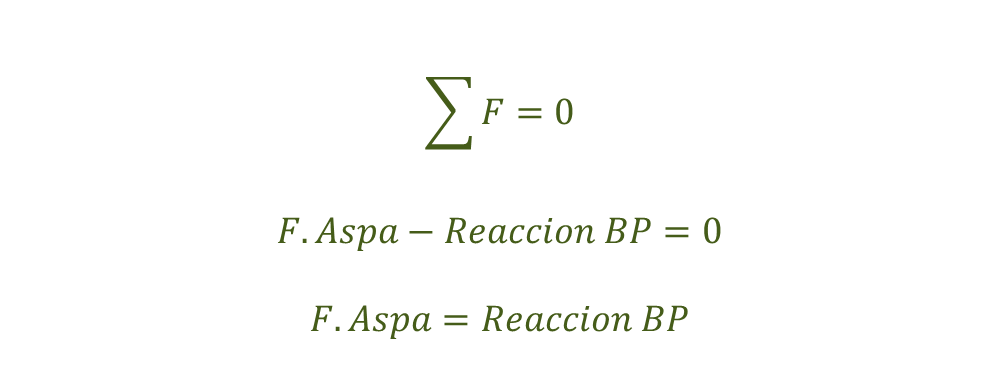 ∑ F = 0
F. Aspa − Reaccion BP = 0
F. Aspa = Reaccion BP